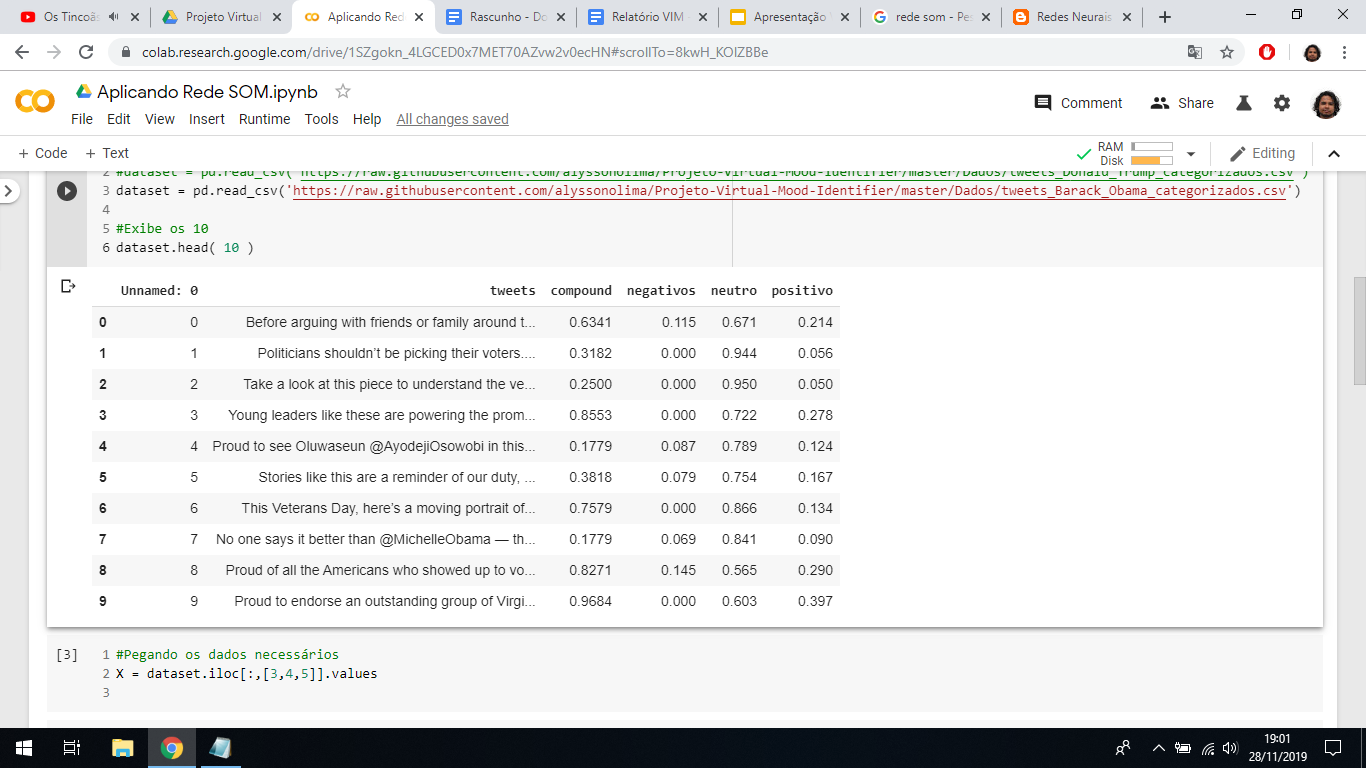 Os Tincoãs
Projeto Virtual
Aplicando Red
Rascunho - Do
Relatório VIM
Apresentação
rede som - Pes
Redes Neurais
colab.research.google.com/drive/1SZgokn_4LGCED0x7MET70AZvw2v0ecHN#scrollTo=8kwH_KOIZBBe
Aplicando Rede SOM.ipynb
Comment
Share
File Edit View Insert Runtime Tools Help All changes saved
+ Code + Text
RAM
Disk
Editing
2 #dataset = pd.read_csv('https://raw.githubusercontent.com/alyssonolima/Projeto-Virtual-Mood-Identifier/master/Dados/tweets_Donald_Trump_categorizados.csv')
3 dataset = pd.read_csv('https://raw.githubusercontent.com/alyssonolima/Projeto-Virtual-Mood-Identifier/master/Dados/tweets_Barack_Obama_categorizados.csv')
4
5 #Exibe os 10
6 dataset.head( 10 )
Unnamed: 0 tweets compound negativos neutro positivo
0 0 Before arguing with friends or family around t... 0.6341 0.115 0.671 0.214
1 1 Politicians shouldn’t be picking their voters.... 0.3182 0.000 0.944 0.056
2 2 Take a look at this piece to understand the ve... 0.2500 0.000 0.950 0.050
3 3 Young leaders like these are powering the prom... 0.8553 0.000 0.722 0.278
4 4 Proud to see Oluwaseun @AyodejiOsowobi in this... 0.1779 0.087 0.789 0.124
5 5 Stories like this are a reminder of our duty, ... 0.3818 0.079 0.754 0.167
6 6 This Veterans Day, here’s a moving portrait of... 0.7579 0.000 0.866 0.134
7 7 No one says it better than @MichelleObama — th... 0.1779 0.069 0.841 0.090
8 8 Proud of all the Americans who showed up to vo... 0.8271 0.145 0.565 0.290
9 9 Proud to endorse an outstanding group of Virgi... 0.9684 0.000 0.603 0.397
[3] 1 #Pegando os dados necessários
2 X = dataset.iloc[:,[3,4,5]].values
3
19:01
28/11/2019